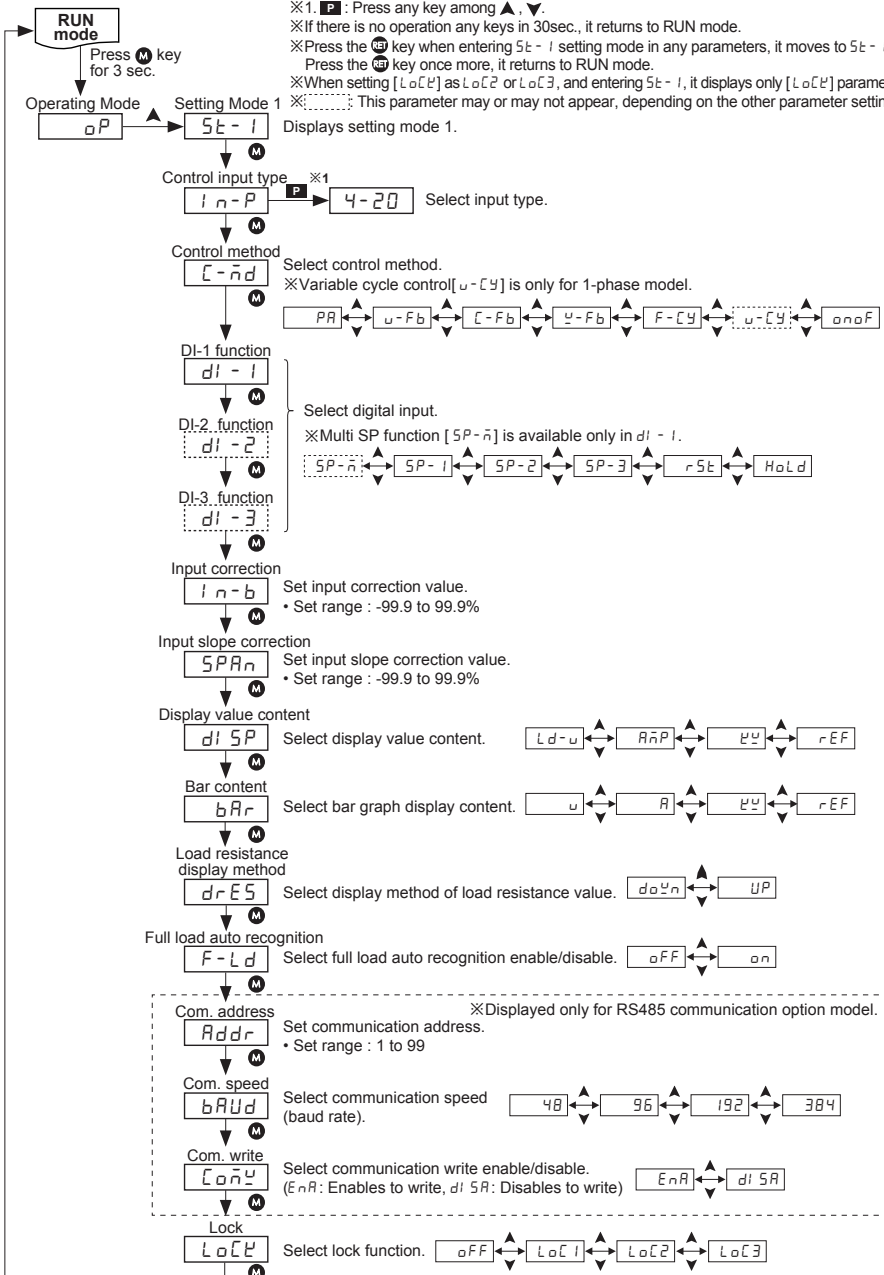 ※1. P : Press any key among ▲, ▼.
RUN mode
※If there is no operation any keys in 30sec., it returns to RUN mode.
Press M key for 3 sec.
※Press the RET key when entering St-1 setting mode in any parameters, it moves to St-
Press the RET key once more, it returns to RUN mode.
※When setting [LoCK] as LoC2 or LoC3, and entering St-1, it displays only [LoCK] parame
※ : This parameter may or may not appear, depending on the other parameter settin
Operating Mode
oP
Setting Mode 1
St-1
Displays setting mode 1.
M
Control input type
※1
In-P
P
4-20
Select input type.
M
Control method
C-md
Select control method.
※Variable cycle control[u-CY] is only for 1-phase model.
M
PA u-Fb C-Fb W-Fb F-CY u-CY onoF
DI-1 function
dI-1
M
DI-2 function
dI-2
M
DI-3 function
dI-3
M
Select digital input.
※Multi SP function [SP-m] is available only in dI-1.
SP-m SP-1 SP-2 SP-3 rSt HoLd
Input correction
In-b
Set input correction value.
• Set range : -99.9 to 99.9%
M
Input slope correction
SPAn
Set input slope correction value.
• Set range : -99.9 to 99.9%
M
Display value content
dISP
Select display value content.
Ld-u AmP KW rEF
M
Bar content
bAr
Select bar graph display content.
u A KW rEF
M
Load resistance
display method
drES
Select display method of load resistance value.
doWn UP
M
Full load auto recognition
F-Ld
Select full load auto recognition enable/disable.
oFF on
M
※Displayed only for RS485 communication option model.
Com. address
Addr
Set communication address.
• Set range : 1 to 99
M
Com. speed
bAUd
Select communication speed
(baud rate).
48 96 192 384
M
Com. write
ComW
Select communication write enable/disable.
(EnA: Enables to write, dISA: Disables to write)
EnA dISA
M
Lock
LoCK
Select lock function.
oFF LoC1 LoC2 LoC3
M